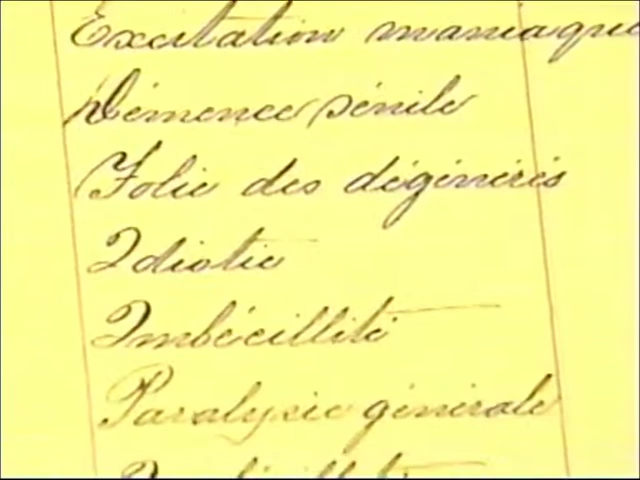 Excitation maniaque
Démence sénile
Folie des dégénérés
Idiotie
Imbécillité
Paralysie générale